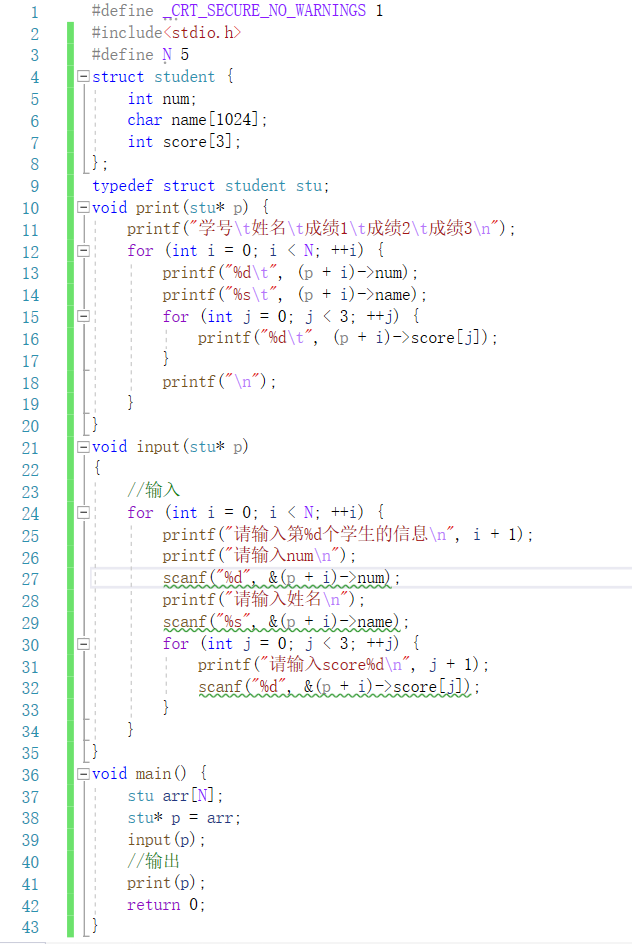 1 #define _CRT_SECURE_NO_WARNINGS 1
2 #include<stdio.h>
3 #define N 5
4 struct student {
5 int num;
6 char name[1024];
7 int score[3];
8 };
9 typedef struct student stu;
10 void print(stu* p) {
11 printf("学号\t姓名\t成绩1\t成绩2\t成绩3\n");
12 for (int i = 0; i < N; ++i) {
13 printf("%d\t", (p + i)->num);
14 printf("%s\t", (p + i)->name);
15 for (int j = 0; j < 3; ++j) {
16 printf("%d\t", (p + i)->score[j]);
17 }
18 printf("\n");
19 }
20 }
21 void input(stu* p)
22 {
23 //输入
24 for (int i = 0; i < N; ++i) {
25 printf("请输入第%d个学生的信息\n", i + 1);
26 printf("请输入num\n");
27 scanf("%d", &(p + i)->num);
28 printf("请输入姓名\n");
29 scanf("%s", &(p + i)->name);
30 for (int j = 0; j < 3; ++j) {
31 printf("请输入score%d\n", j + 1);
32 scanf("%d", &(p + i)->score[j]);
33 }
34 }
35 }
36 void main() {
37 stu arr[N];
38 stu* p = arr;
39 input(p);
40 //输出
41 print(p);
42 return 0;
43 }